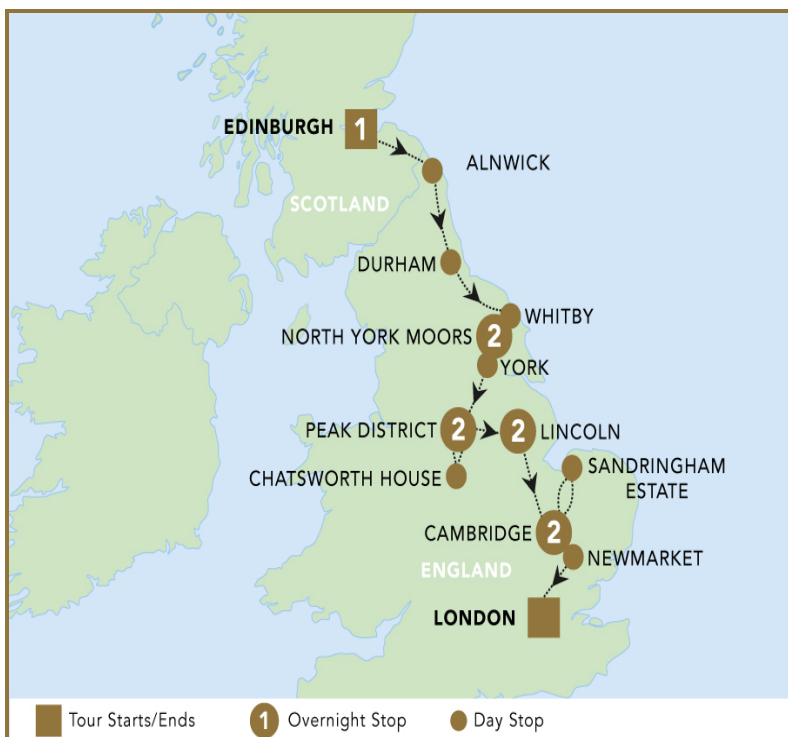 EDINBURGH 1
ALNWICK
SCOTLAND
DURHAM
WHITBY
NORTH YORK MOORS 2
YORK
PEAK DISTRICT 2
2 LINCOLN
CHATSWORTH HOUSE
SANDRINGHAM
ESTATE
CAMBRIDGE 2
NEWMARKET
ENGLAND
LONDON
Tour Starts/Ends
1 Overnight Stop
Day Stop